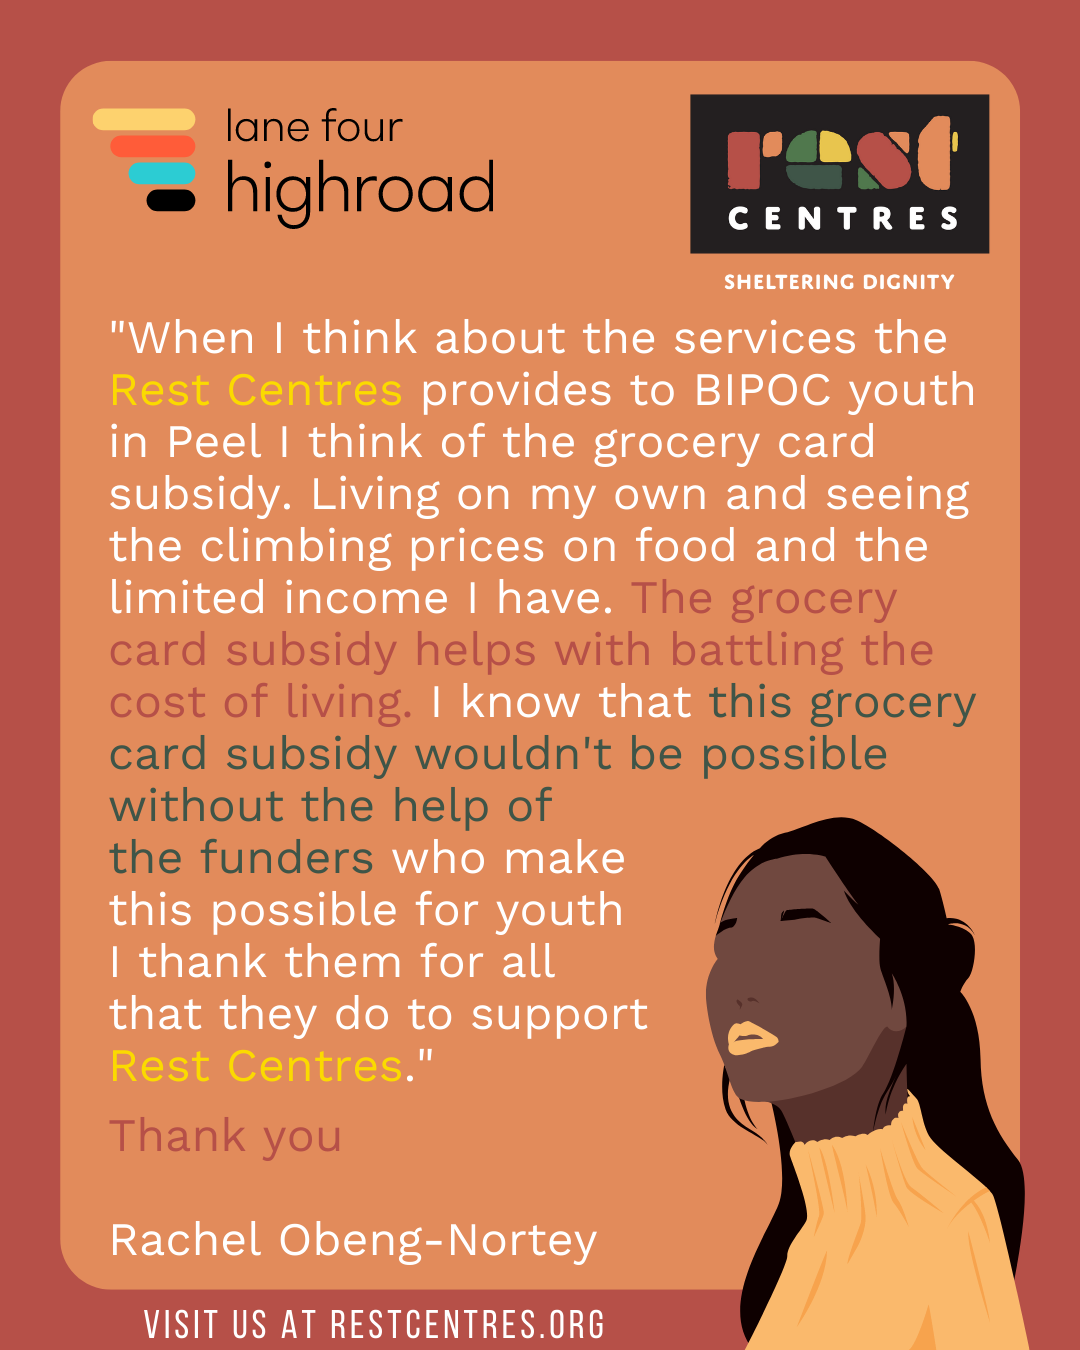 lane four
highroad
rest
CENTRES
SHELTERING DIGNITY
"When I think about the services the
Rest Centres provides to BIPOC youth
in Peel I think of the grocery card
subsidy. Living on my own and seeing
the climbing prices on food and the
limited income I have. The grocery
card subsidy helps with battling the
cost of living. I know that this grocery
card subsidy wouldn't be possible
without the help of
the funders who make
this possible for youth
I thank them for all
that they do to support
Rest Centres."
Thank you
Rachel Obeng-Nortey
VISIT US AT RESTCENTRES.ORG